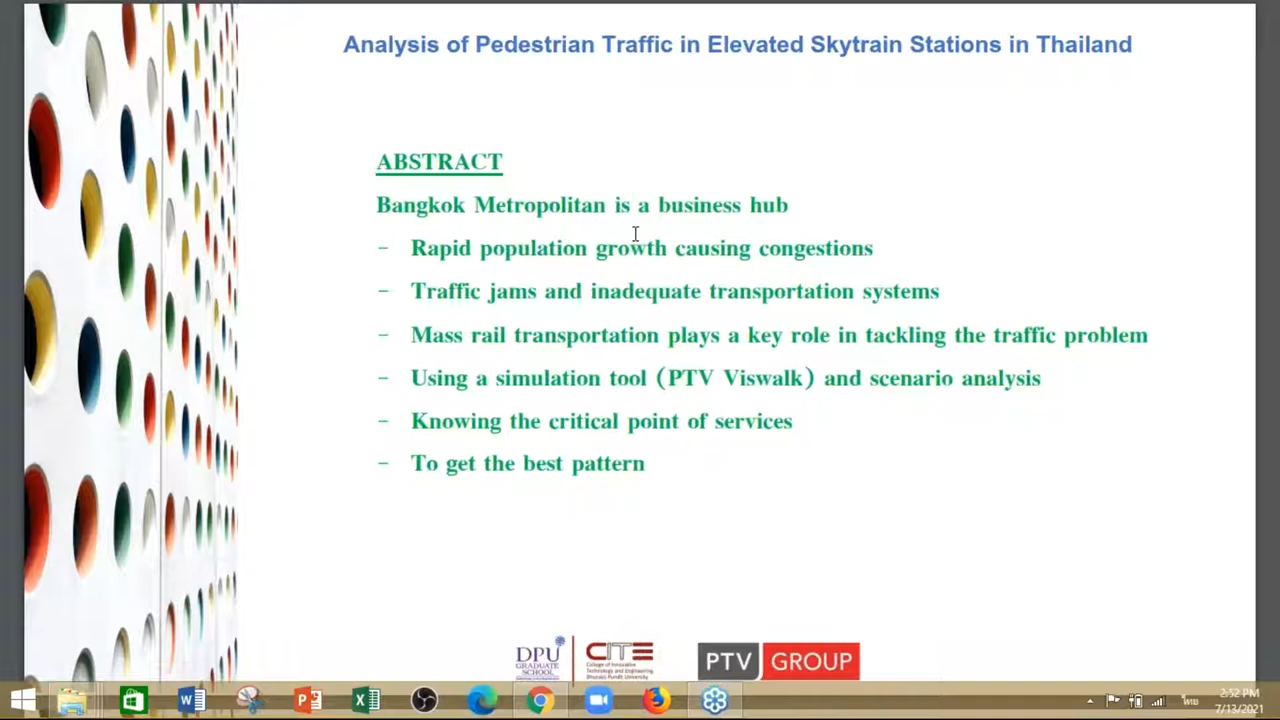 Analysis of Pedestrian Traffic in Elevated Skytrain Stations in Thailand
ABSTRACT
Bangkok Metropolitan is a business hub
- Rapid population growth causing congestions
- Traffic jams and inadequate transportation systems
- Mass rail transportation plays a key role in tackling the traffic problem
- Using a simulation tool (PTV Viswalk) and scenario analysis
- Knowing the critical point of services
- To get the best pattern
DPU
GRADUATE
SCHOOL
CITE
College of Innovative
Technology and Engineering
Dhurakij Pundit University
PTV GROUP
ไทย
2:52 PM
7/13/2021